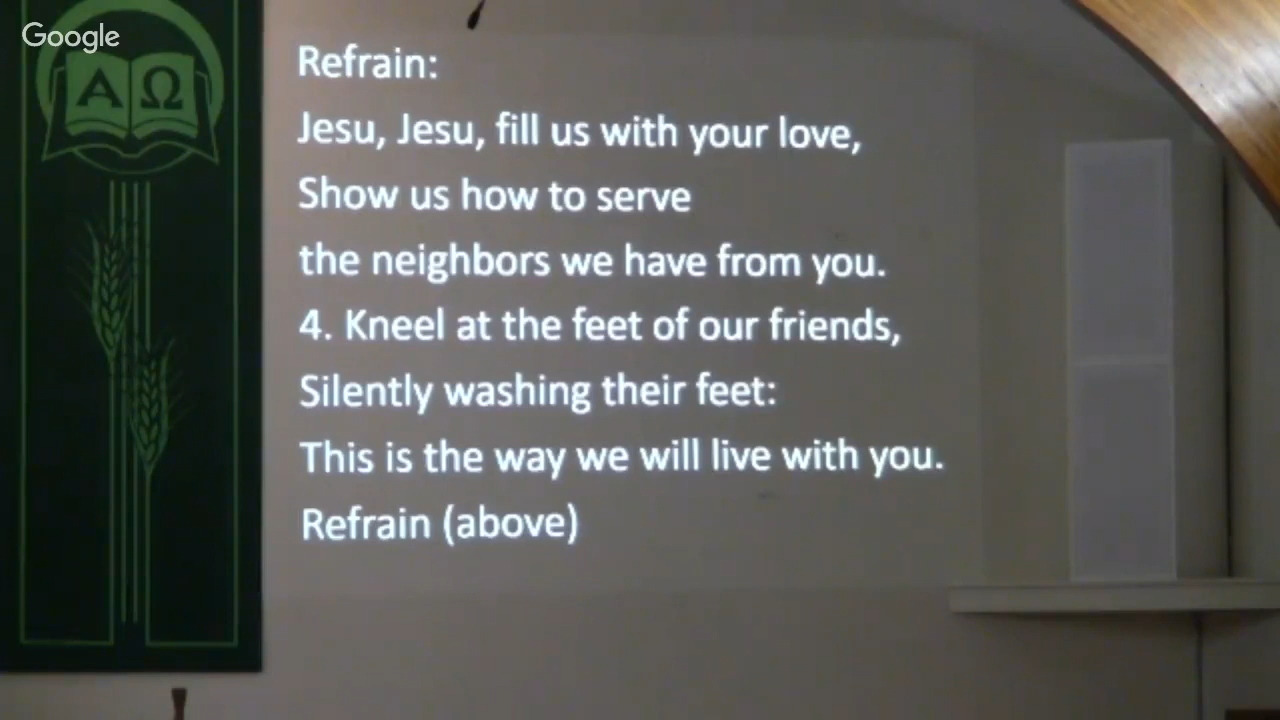 Google
Α Ω
Refrain:
Jesu, Jesu, fill us with your love,
Show us how to serve
the neighbors we have from you.
4. Kneel at the feet of our friends,
Silently washing their feet:
This is the way we will live with you.
Refrain (above)